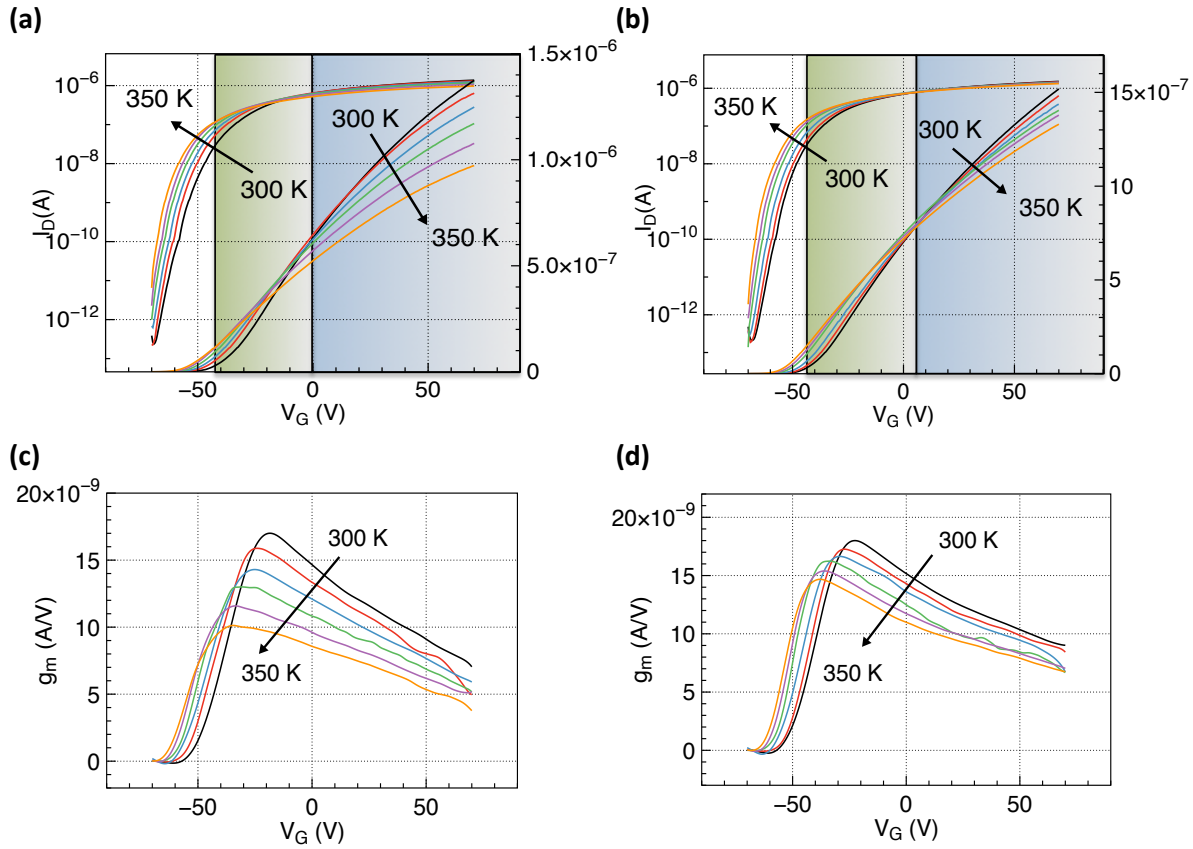 (a)
(b)
1.5×10⁻⁶
10⁻⁶
350 K
300 K
300 K
1.0×10⁻⁶
10⁻⁸
I_D(A)
10⁻¹⁰
350 K
5.0×10⁻⁷
10⁻¹²
0
−50
0
50
V_G (V)
10⁻⁶
350 K
300 K
300 K
15×10⁻⁷
10⁻⁸
I_D(A)
10
10⁻¹⁰
350 K
5
10⁻¹²
0
−50
0
50
V_G (V)
(c)
(d)
20×10⁻⁹
300 K
15
g_m (A/V)
10
350 K
5
0
−50
0
50
V_G (V)
20×10⁻⁹
300 K
15
g_m (A/V)
10
350 K
5
0
−50
0
50
V_G (V)